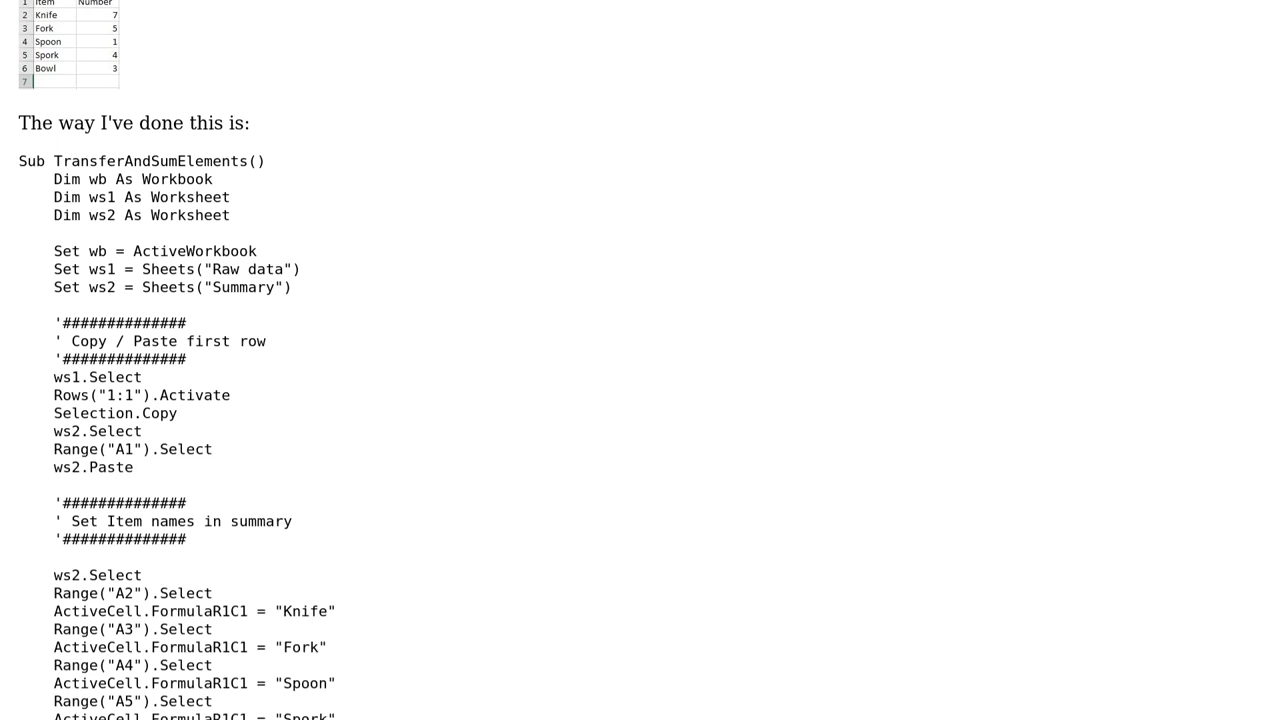 1 Item Number
2 Knife 7
3 Fork 5
4 Spoon 1
5 Spork 4
6 Bowl 3
7
The way I've done this is:
Sub TransferAndSumElements()
    Dim wb As Workbook
    Dim ws1 As Worksheet
    Dim ws2 As Worksheet
    Set wb = ActiveWorkbook
    Set ws1 = Sheets("Raw data")
    Set ws2 = Sheets("Summary")
    '##############
    ' Copy / Paste first row
    '##############
    ws1.Select
    Rows("1:1").Activate
    Selection.Copy
    ws2.Select
    Range("A1").Select
    ws2.Paste
    '##############
    ' Set Item names in summary
    '##############
    ws2.Select
    Range("A2").Select
    ActiveCell.FormulaR1C1 = "Knife"
    Range("A3").Select
    ActiveCell.FormulaR1C1 = "Fork"
    Range("A4").Select
    ActiveCell.FormulaR1C1 = "Spoon"
    Range("A5").Select
    ActiveCell.FormulaR1C1 = "Spork"